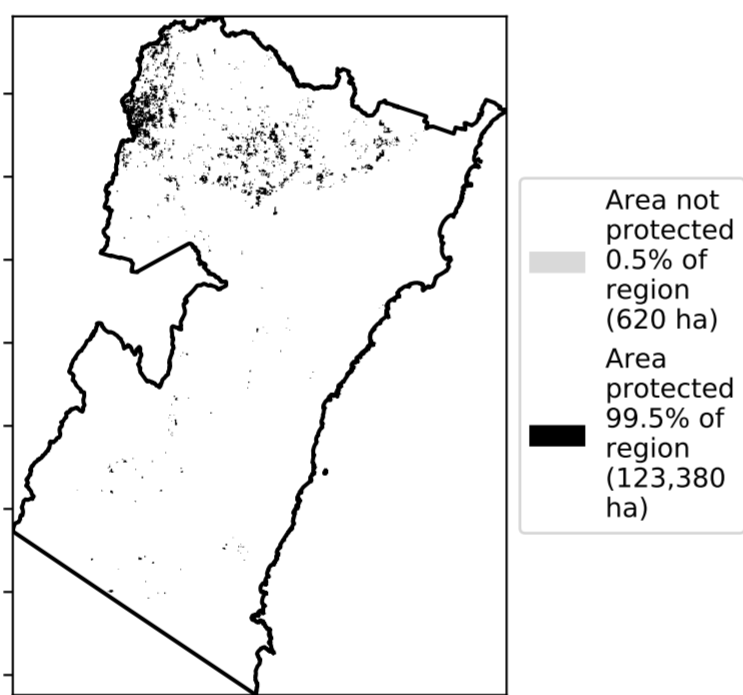 Area not
protected
0.5% of
region
(620 ha)
Area
protected
99.5% of
region
(123,380
ha)